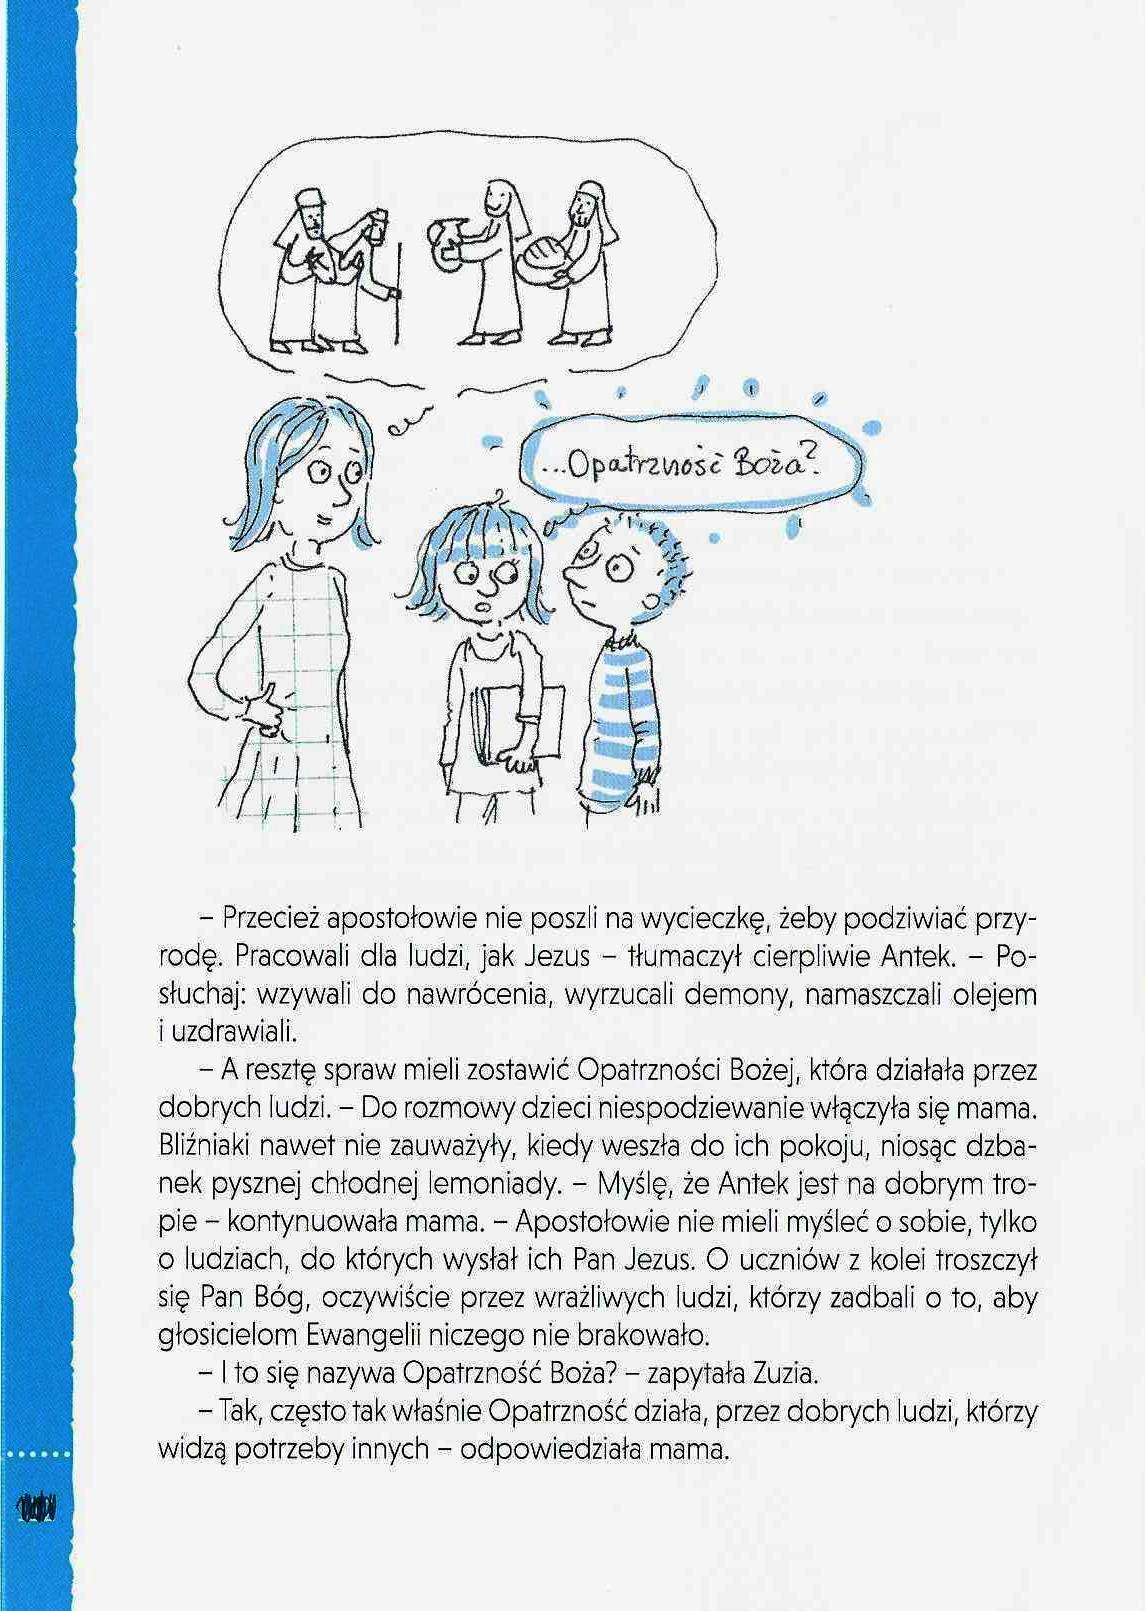 ...Opatrzność Boża?
– Przecież apostołowie nie poszli na wycieczkę, żeby podziwiać przy-
rodę. Pracowali dla ludzi, jak Jezus – tłumaczył cierpliwie Antek. – Po-
słuchaj: wzywali do nawrócenia, wyrzucali demony, namaszczali olejem
i uzdrawiali.
– A resztę spraw mieli zostawić Opatrzności Bożej, która działała przez
dobrych ludzi. – Do rozmowy dzieci niespodziewanie włączyła się mama.
Bliźniaki nawet nie zauważyły, kiedy weszła do ich pokoju, niosąc dzba-
nek pysznej chłodnej lemoniady. – Myślę, że Antek jest na dobrym tro-
pie – kontynuowała mama. – Apostołowie nie mieli myśleć o sobie, tylko
o ludziach, do których wysłał ich Pan Jezus. O uczniów z kolei troszczył
się Pan Bóg, oczywiście przez wrażliwych ludzi, którzy zadbali o to, aby
głosicielom Ewangelii niczego nie brakowało.
– I to się nazywa Opatrzność Boża? – zapytała Zuzia.
– Tak, często tak właśnie Opatrzność działa, przez dobrych ludzi, którzy
widzą potrzeby innych – odpowiedziała mama.